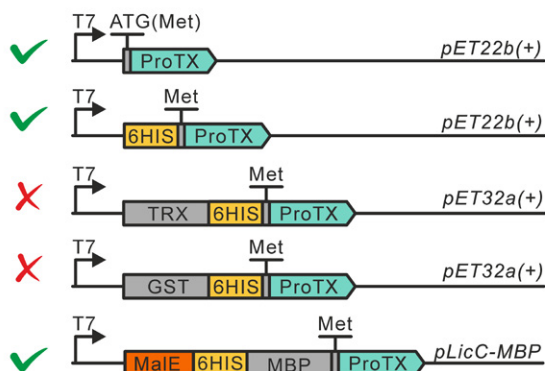 T7 ATG(Met)
ProTX pET22b(+)
T7 Met
6HIS ProTX pET22b(+)
T7 Met
TRX 6HIS ProTX pET32a(+)
T7 Met
GST 6HIS ProTX pET32a(+)
T7 Met
MalE 6HIS MBP ProTX pLicC-MBP